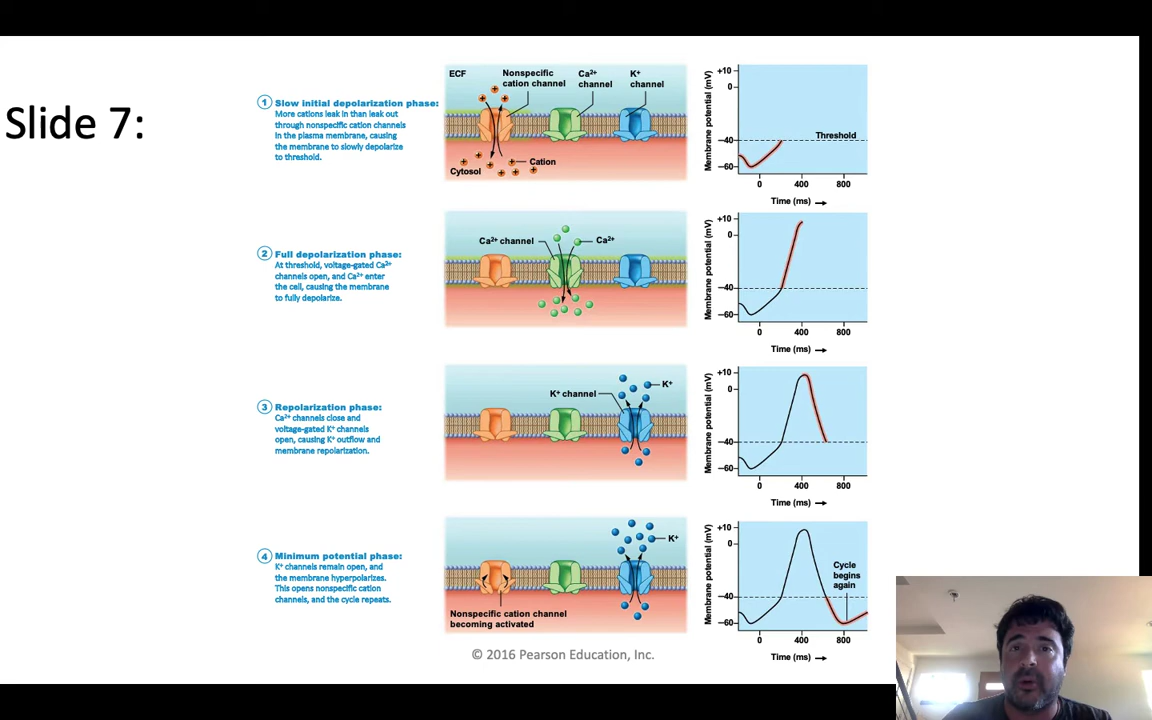 Slide 7:
1 Slow initial depolarization phase:
More cations leak in than leak out
through nonspecific cation channels
in the plasma membrane, causing
the membrane to slowly depolarize
to threshold.
ECF
Nonspecific
cation channel
Ca²⁺
channel
K⁺
channel
Cation
Cytosol
Membrane potential (mV)
+10
0
−40
−60
Threshold
0 400 800
Time (ms)
2 Full depolarization phase:
At threshold, voltage-gated Ca²⁺
channels open, and Ca²⁺ enter
the cell, causing the membrane
to fully depolarize.
Ca²⁺ channel
Ca²⁺
Membrane potential (mV)
+10
0
−40
−60
0 400 800
Time (ms)
3 Repolarization phase:
Ca²⁺ channels close and
voltage-gated K⁺ channels
open, causing K⁺ outflow and
membrane repolarization.
K⁺ channel
K⁺
Membrane potential (mV)
+10
0
−40
−60
0 400 800
Time (ms)
4 Minimum potential phase:
K⁺ channels remain open, and
the membrane hyperpolarizes.
This opens nonspecific cation
channels, and the cycle repeats.
K⁺
Nonspecific cation channel
becoming activated
Membrane potential (mV)
+10
0
−40
−60
Cycle
begins
again
0 400 800
Time (ms)
© 2016 Pearson Education, Inc.